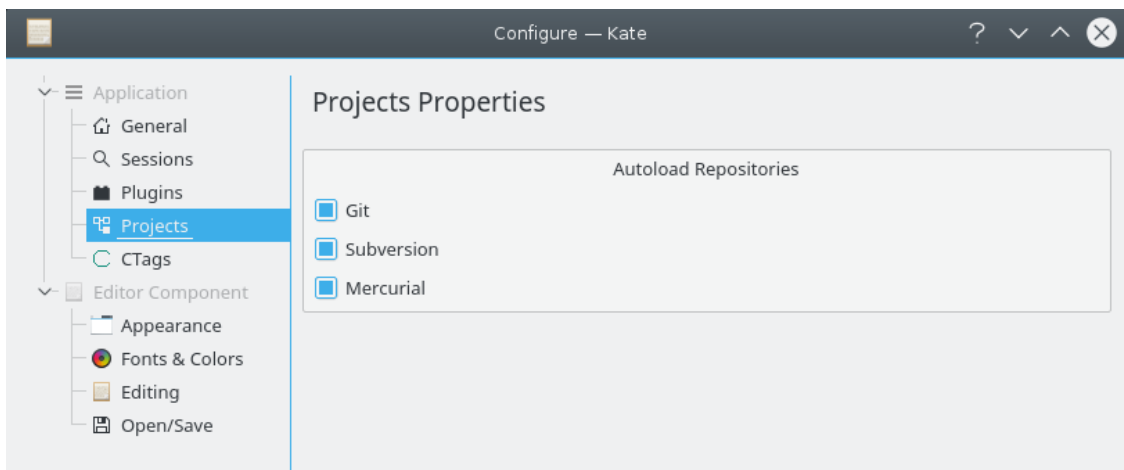 Configure — Kate
Application
General
Sessions
Plugins
Projects
CTags
Editor Component
Appearance
Fonts & Colors
Editing
Open/Save
Projects Properties
Autoload Repositories
Git
Subversion
Mercurial